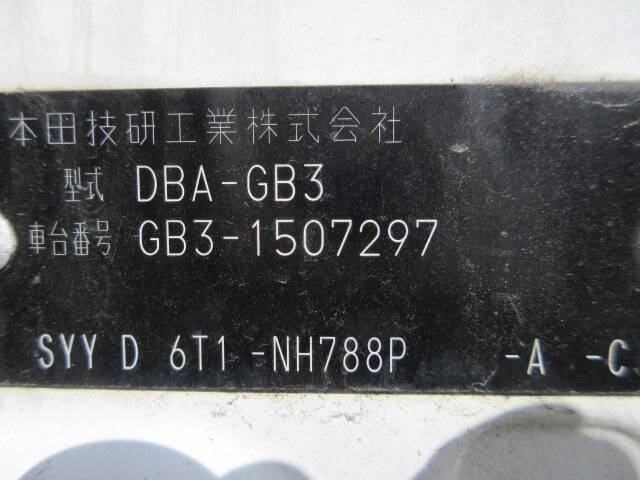 本田技研工業株式会社
型式 DBA-GB3
車台番号 GB3-1507297
SYY D 6T1 -NH788P -A -C